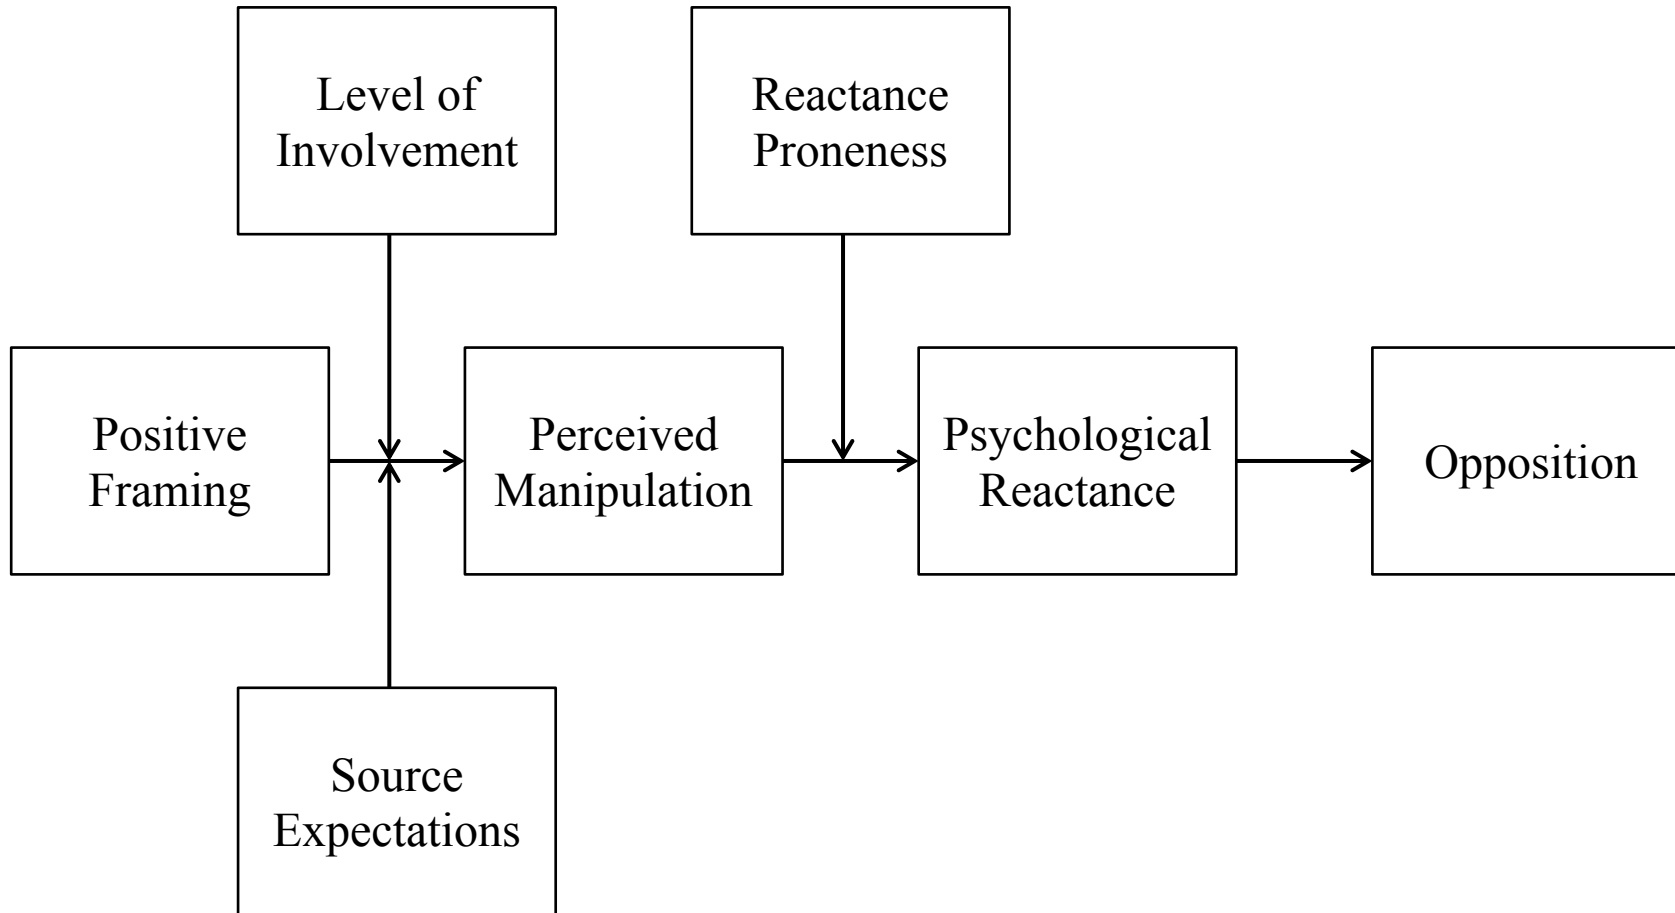 Level of
Involvement
Reactance
Proneness
Positive
Framing
Perceived
Manipulation
Psychological
Reactance
Opposition
Source
Expectations